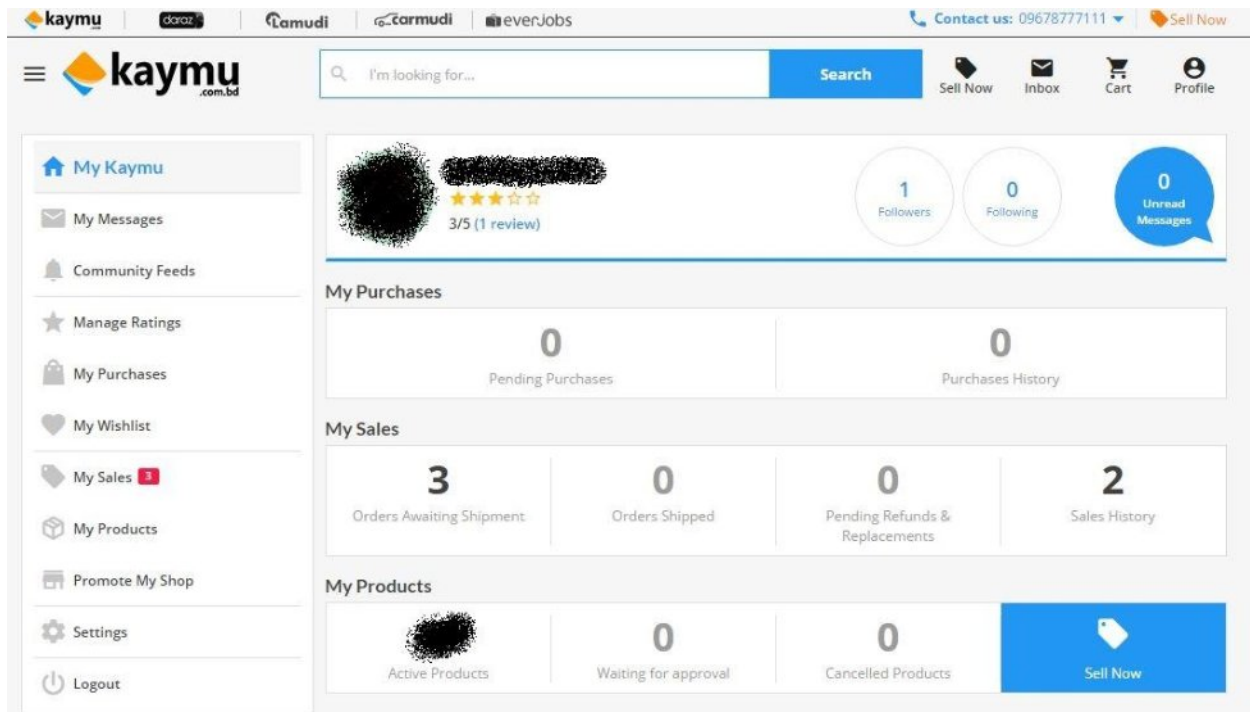 kaymu daraz Lamudi carmudi everJobs Contact us: 09678777111 Sell Now
kaymu .com.bd I'm looking for... Search Sell Now Inbox Cart Profile
My Kaymu
My Messages
Community Feeds
Manage Ratings
My Purchases
My Wishlist
My Sales 3
My Products
Promote My Shop
Settings
Logout
3/5 (1 review)
1
Followers
0
Following
0
Unread
Messages
My Purchases
0
Pending Purchases
0
Purchases History
My Sales
3
Orders Awaiting Shipment
0
Orders Shipped
0
Pending Refunds &
Replacements
2
Sales History
My Products
Active Products
0
Waiting for approval
0
Cancelled Products
Sell Now